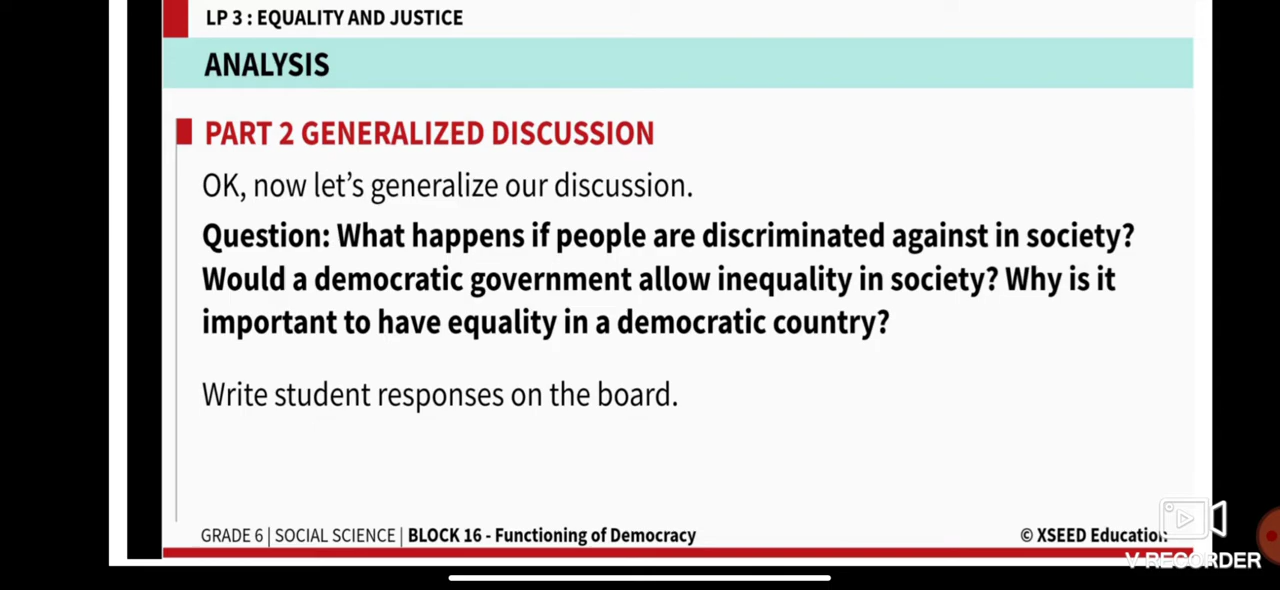 LP 3 : EQUALITY AND JUSTICE
ANALYSIS
PART 2 GENERALIZED DISCUSSION
OK, now let’s generalize our discussion.
Question: What happens if people are discriminated against in society?
Would a democratic government allow inequality in society? Why is it
important to have equality in a democratic country?
Write student responses on the board.
GRADE 6 | SOCIAL SCIENCE | BLOCK 16 - Functioning of Democracy
© XSEED Education
V RECORDER